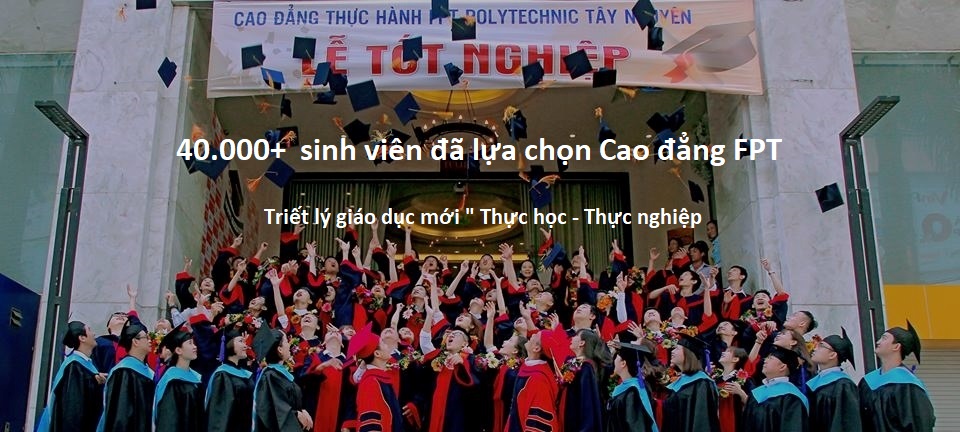 CAO ĐẲNG THỰC HÀNH FPT POLYTECHNIC TÂY NGUYÊN
LỄ TỐT NGHIỆP
40.000+ sinh viên đã lựa chọn Cao đẳng FPT
Triết lý giáo dục mới " Thực học - Thực nghiệp